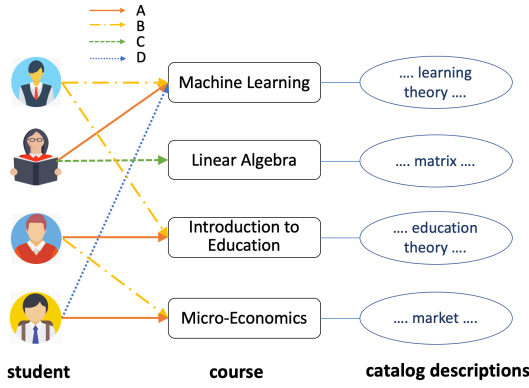 A
B
C
D
Machine Learning
.... learning
theory ....
Linear Algebra
.... matrix ....
Introduction to
Education
.... education
theory ....
Micro-Economics
.... market ....
student
course
catalog descriptions